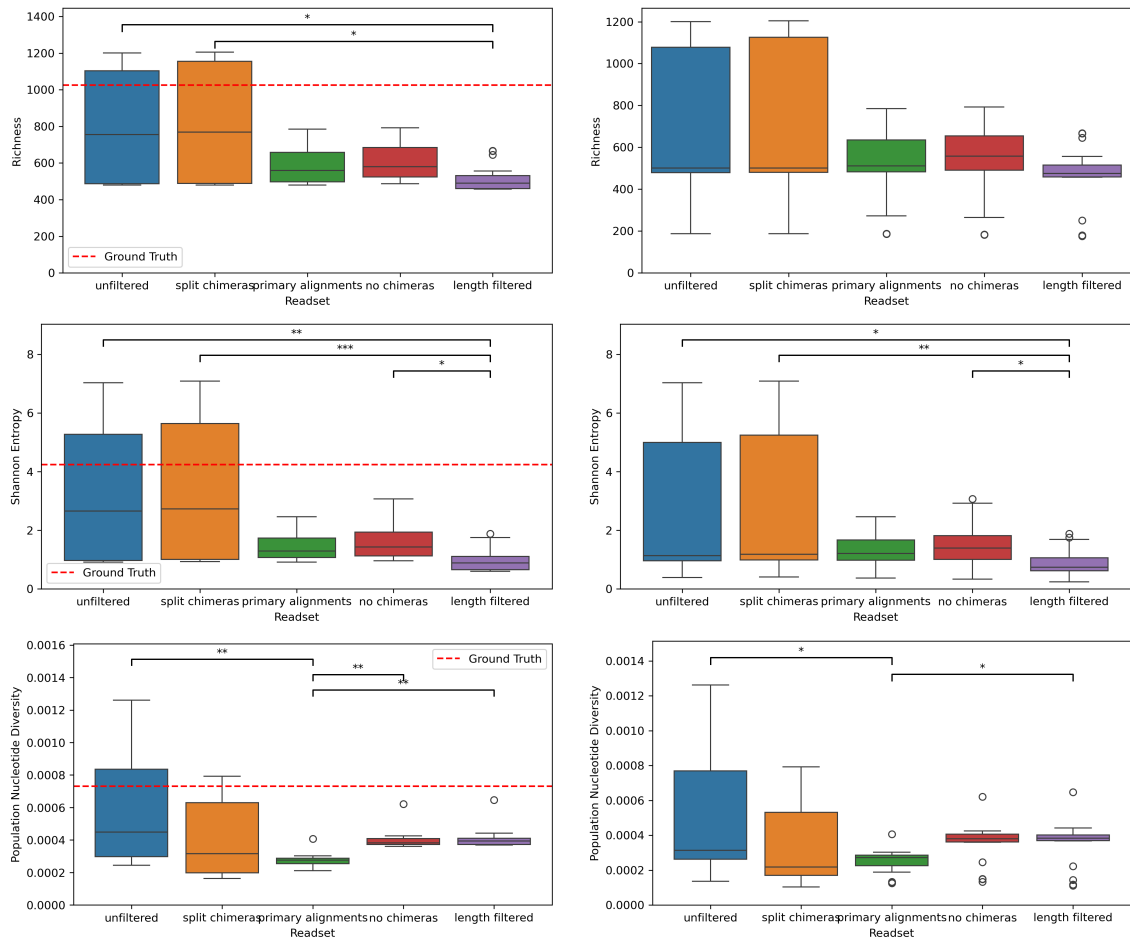 1400
1200
1000
800
600
400
200
0
Richness
*
*
Ground Truth
unfiltered
split chimeras
primary alignments
no chimeras
length filtered
Readset
1200
1000
800
600
400
200
0
Richness
unfiltered
split chimeras
primary alignments
no chimeras
length filtered
Readset
8
6
4
2
0
Shannon Entropy
**
***
*
Ground Truth
unfiltered
split chimeras
primary alignments
no chimeras
length filtered
Readset
8
6
4
2
0
Shannon Entropy
*
**
*
unfiltered
split chimeras
primary alignments
no chimeras
length filtered
Readset
0.0016
0.0014
0.0012
0.0010
0.0008
0.0006
0.0004
0.0002
0.0000
Population Nucleotide Diversity
**
**
**
Ground Truth
unfiltered
split chimeras
primary alignments
no chimeras
length filtered
Readset
0.0014
0.0012
0.0010
0.0008
0.0006
0.0004
0.0002
0.0000
Population Nucleotide Diversity
*
*
unfiltered
split chimeras
primary alignments
no chimeras
length filtered
Readset